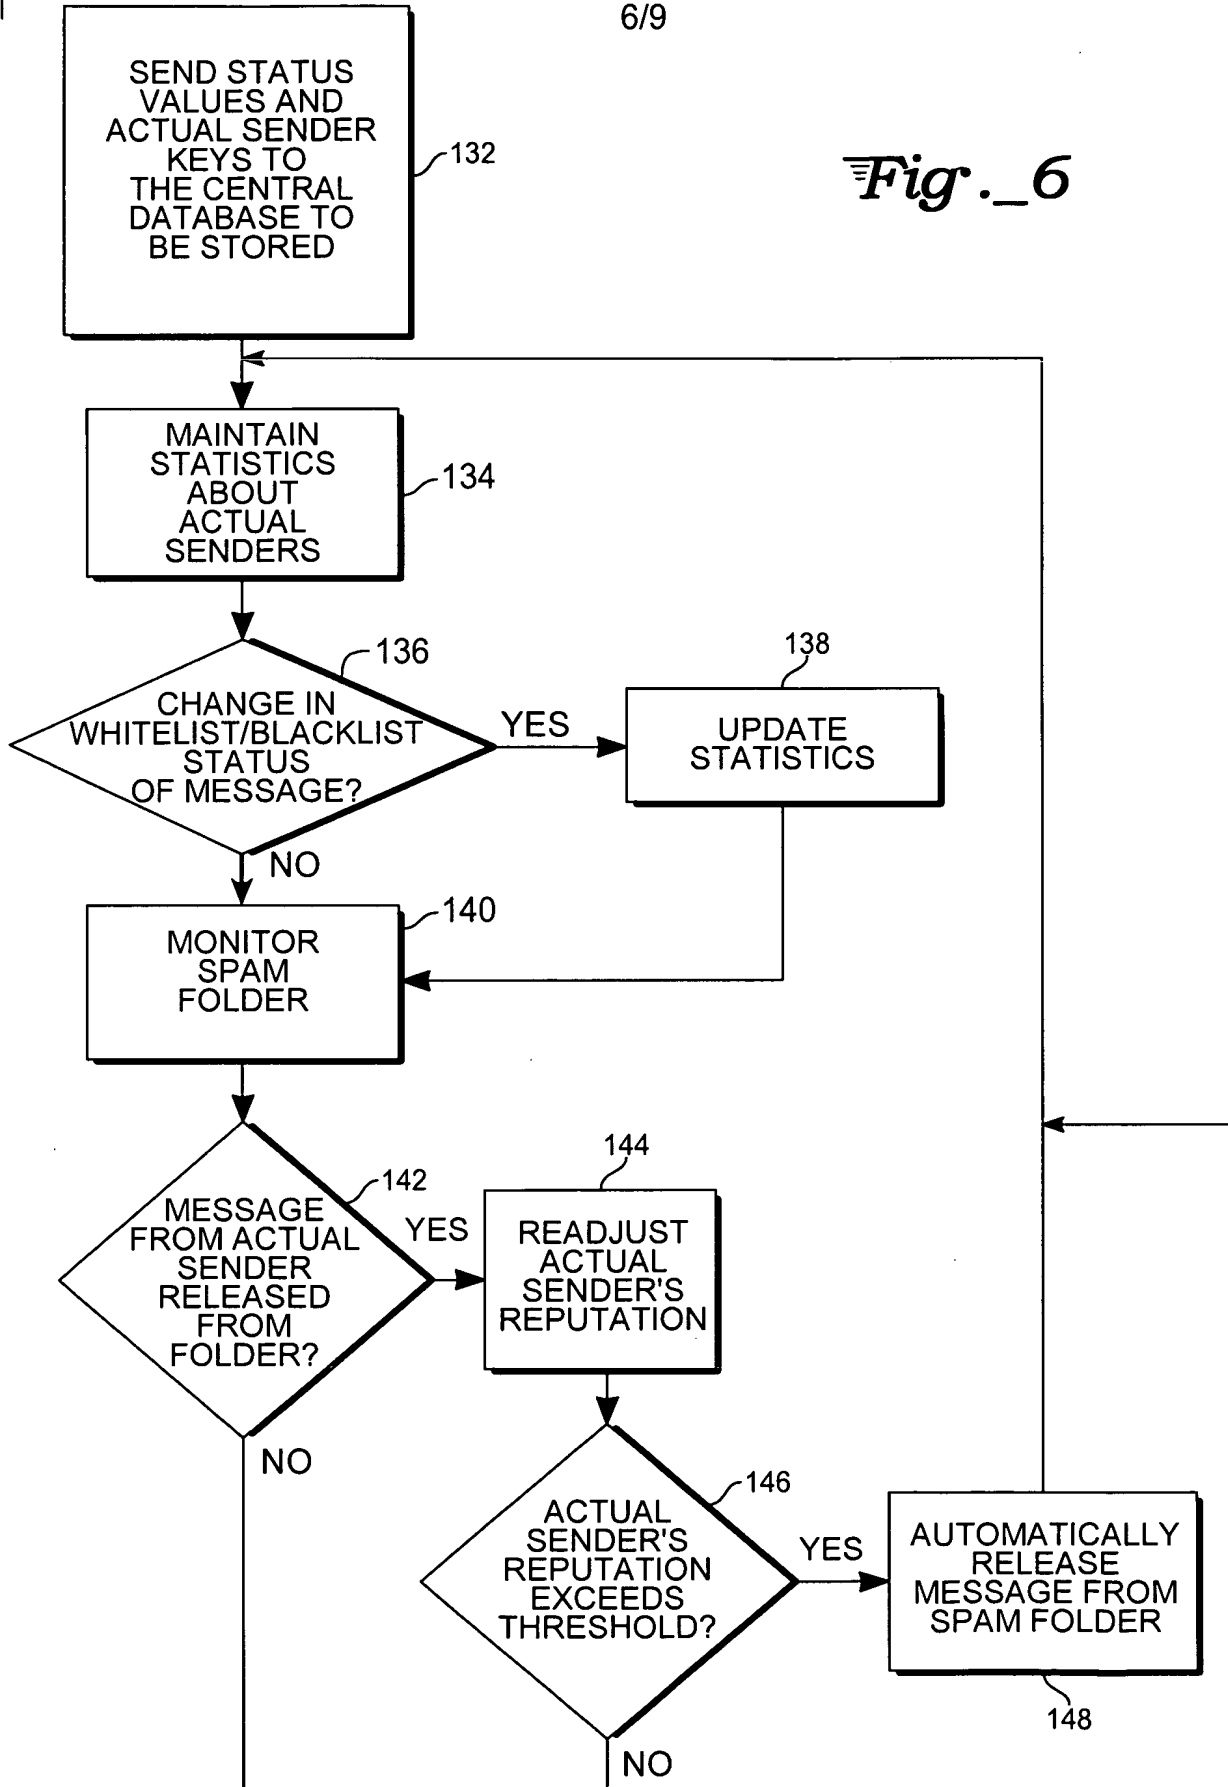 6/9
SEND STATUS
VALUES AND
ACTUAL SENDER
KEYS TO
THE CENTRAL
DATABASE TO
BE STORED
132
Fig._6
MAINTAIN
STATISTICS
ABOUT
ACTUAL
SENDERS
134
136
CHANGE IN
WHITELIST/BLACKLIST
STATUS
OF MESSAGE?
YES
138
UPDATE
STATISTICS
NO
140
MONITOR
SPAM
FOLDER
142
MESSAGE
FROM ACTUAL
SENDER
RELEASED
FROM
FOLDER?
YES
144
READJUST
ACTUAL
SENDER'S
REPUTATION
NO
146
ACTUAL
SENDER'S
REPUTATION
EXCEEDS
THRESHOLD?
YES
AUTOMATICALLY
RELEASE
MESSAGE FROM
SPAM FOLDER
148
NO